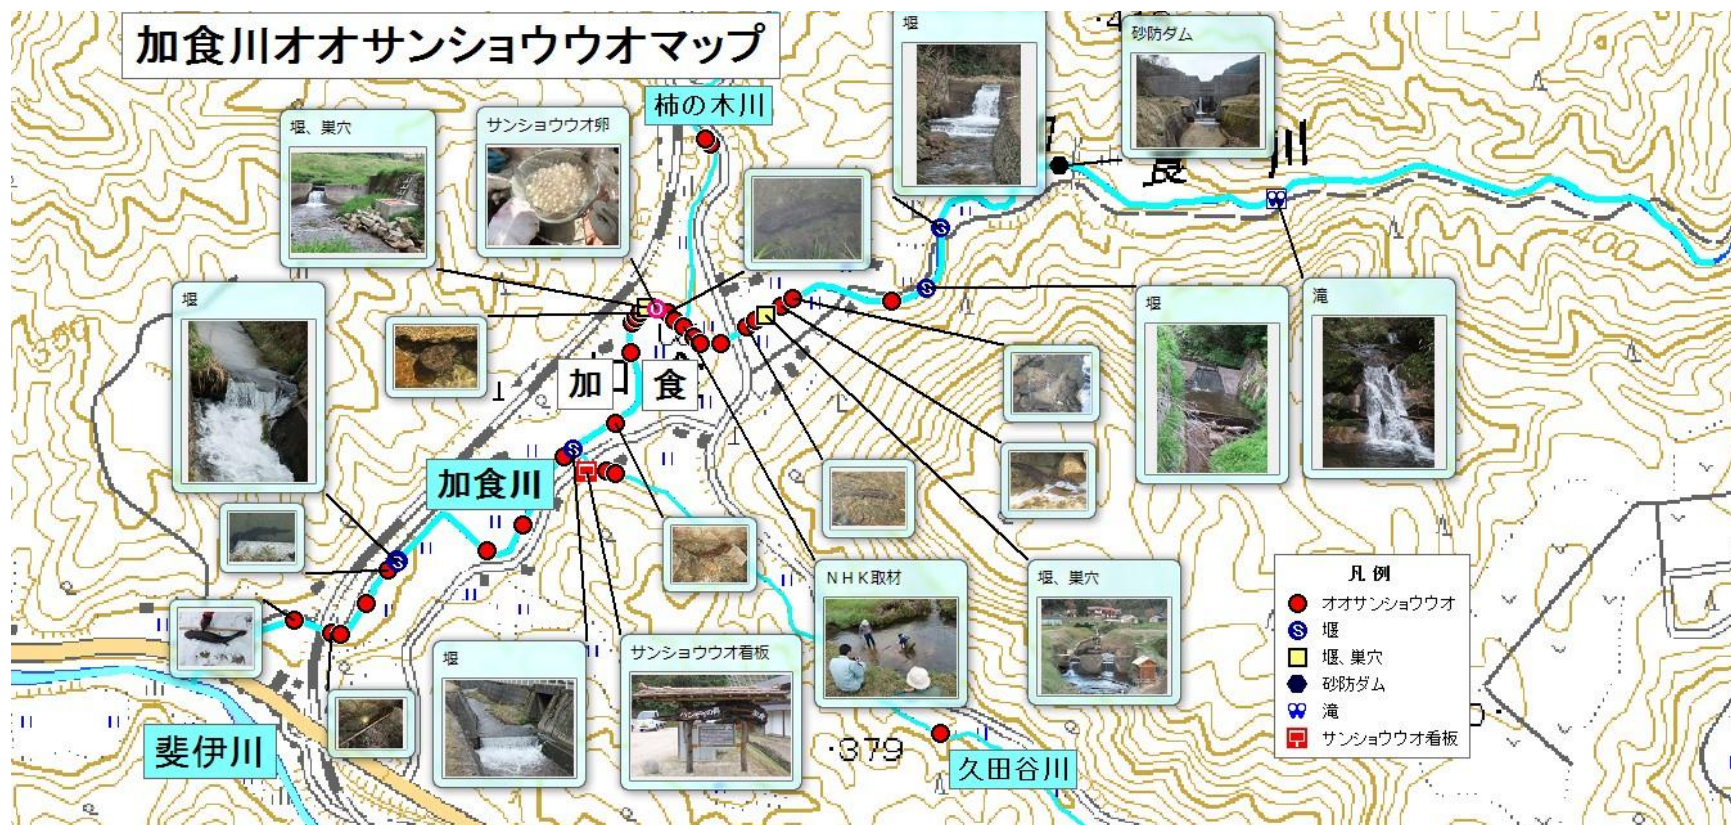 加食川オオサンショウウオマップ
堰
砂防ダム
柿の木川
堰、巣穴
サンショウウオ卵
食
川
400
堰
堰
滝
350
加
食
加食川
NHK取材
堰、巣穴
堰
サンショウウオ看板
斐伊川
・379
久田谷川
凡例
オオサンショウウオ
堰
堰、巣穴
砂防ダム
滝
サンショウウオ看板